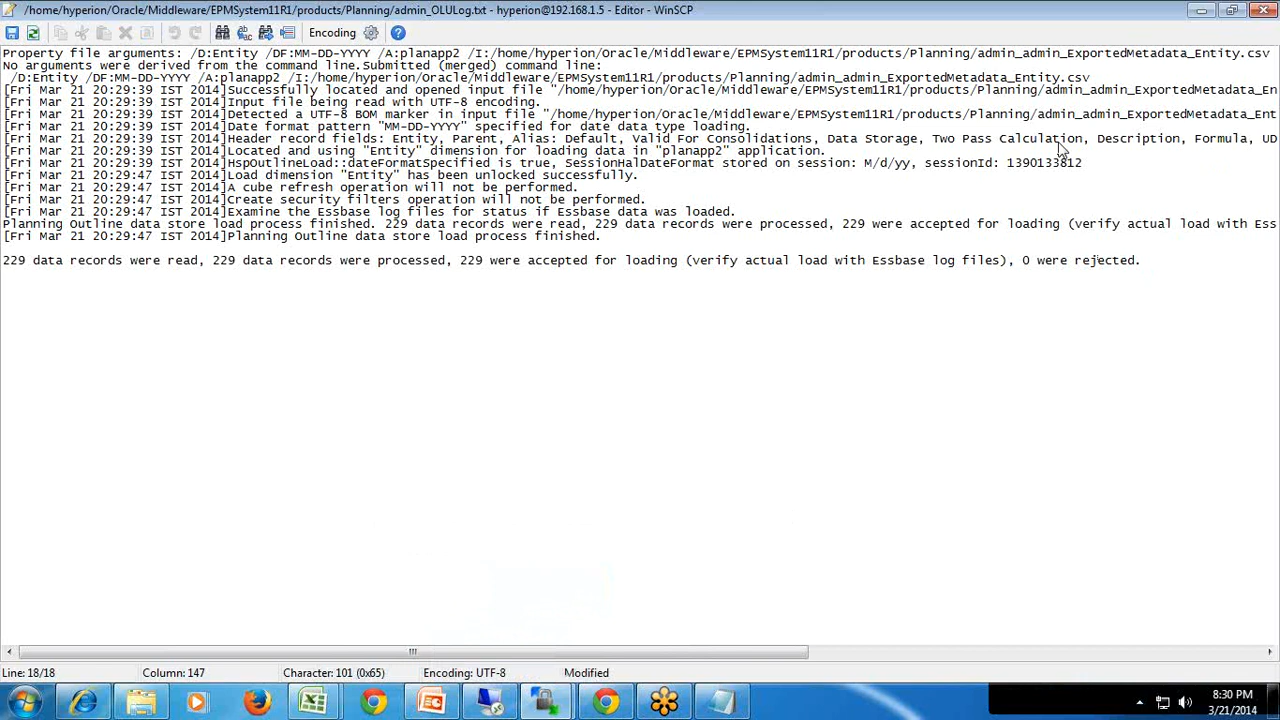 /home/hyperion/Oracle/Middleware/EPMSystem11R1/products/Planning/admin_OLULog.txt - hyperion@192.168.1.5 - Editor - WinSCP
Encoding
Property file arguments: /D:Entity /DF:MM-DD-YYYY /A:planapp2 /I:/home/hyperion/Oracle/Middleware/EPMSystem11R1/products/Planning/admin_admin_ExportedMetadata_Entity.csv
No arguments were derived from the command line.Submitted (merged) command line:
/D:Entity /DF:MM-DD-YYYY /A:planapp2 /I:/home/hyperion/Oracle/Middleware/EPMSystem11R1/products/Planning/admin_admin_ExportedMetadata_Entity.csv
[Fri Mar 21 20:29:39 IST 2014]Successfully located and opened input file "/home/hyperion/Oracle/Middleware/EPMSystem11R1/products/Planning/admin_admin_ExportedMetadata_En
[Fri Mar 21 20:29:39 IST 2014]Input file being read with UTF-8 encoding.
[Fri Mar 21 20:29:39 IST 2014]Detected a UTF-8 BOM marker in input file "/home/hyperion/Oracle/Middleware/EPMSystem11R1/products/Planning/admin_admin_ExportedMetadata_Ent
[Fri Mar 21 20:29:39 IST 2014]Date format pattern "MM-DD-YYYY" specified for date data type loading.
[Fri Mar 21 20:29:39 IST 2014]Header record fields: Entity, Parent, Alias: Default, Valid For Consolidations, Data Storage, Two Pass Calculation, Description, Formula, UD
[Fri Mar 21 20:29:39 IST 2014]Located and using "Entity" dimension for loading data in "planapp2" application.
[Fri Mar 21 20:29:39 IST 2014]HspOutlineLoad::dateFormatSpecified is true, SessionHalDateFormat stored on session: M/d/yy, sessionId: 1390133812
[Fri Mar 21 20:29:47 IST 2014]Load dimension "Entity" has been unlocked successfully.
[Fri Mar 21 20:29:47 IST 2014]A cube refresh operation will not be performed.
[Fri Mar 21 20:29:47 IST 2014]Create security filters operation will not be performed.
[Fri Mar 21 20:29:47 IST 2014]Examine the Essbase log files for status if Essbase data was loaded.
Planning Outline data store load process finished. 229 data records were read, 229 data records were processed, 229 were accepted for loading (verify actual load with Ess
[Fri Mar 21 20:29:47 IST 2014]Planning Outline data store load process finished.
229 data records were read, 229 data records were processed, 229 were accepted for loading (verify actual load with Essbase log files), 0 were rejected.
Line: 18/18 Column: 147 Character: 101 (0x65) Encoding: UTF-8 Modified
8:30 PM
3/21/2014